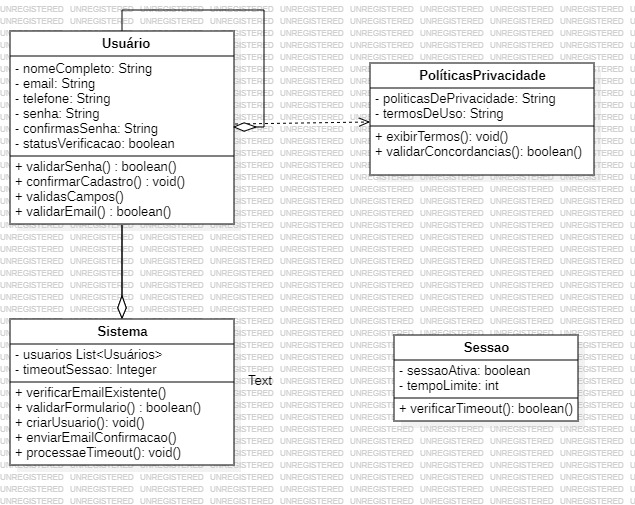 Usuário
- nomeCompleto: String
- email: String
- telefone: String
- senha: String
- confirmasSenha: String
- statusVerificacao: boolean
+ validarSenha() : boolean()
+ confirmarCadastro() : void()
+ validasCampos()
+ validarEmail() : boolean()
PolíticasPrivacidade
- politicasDePrivacidade: String
- termosDeUso: String
+ exibirTermos(): void()
+ validarConcordancias(): boolean()
Sistema
- usuarios List<Usuários>
- timeoutSessao: Integer
+ verificarEmailExistente()
+ validarFormulario() : boolean()
+ criarUsuario(): void()
+ enviarEmailConfirmacao()
+ processaeTimeout(): void()
Text
Sessao
- sessaoAtiva: boolean
- tempoLimite: int
+ verificarTimeout(): boolean()
UNREGISTERED